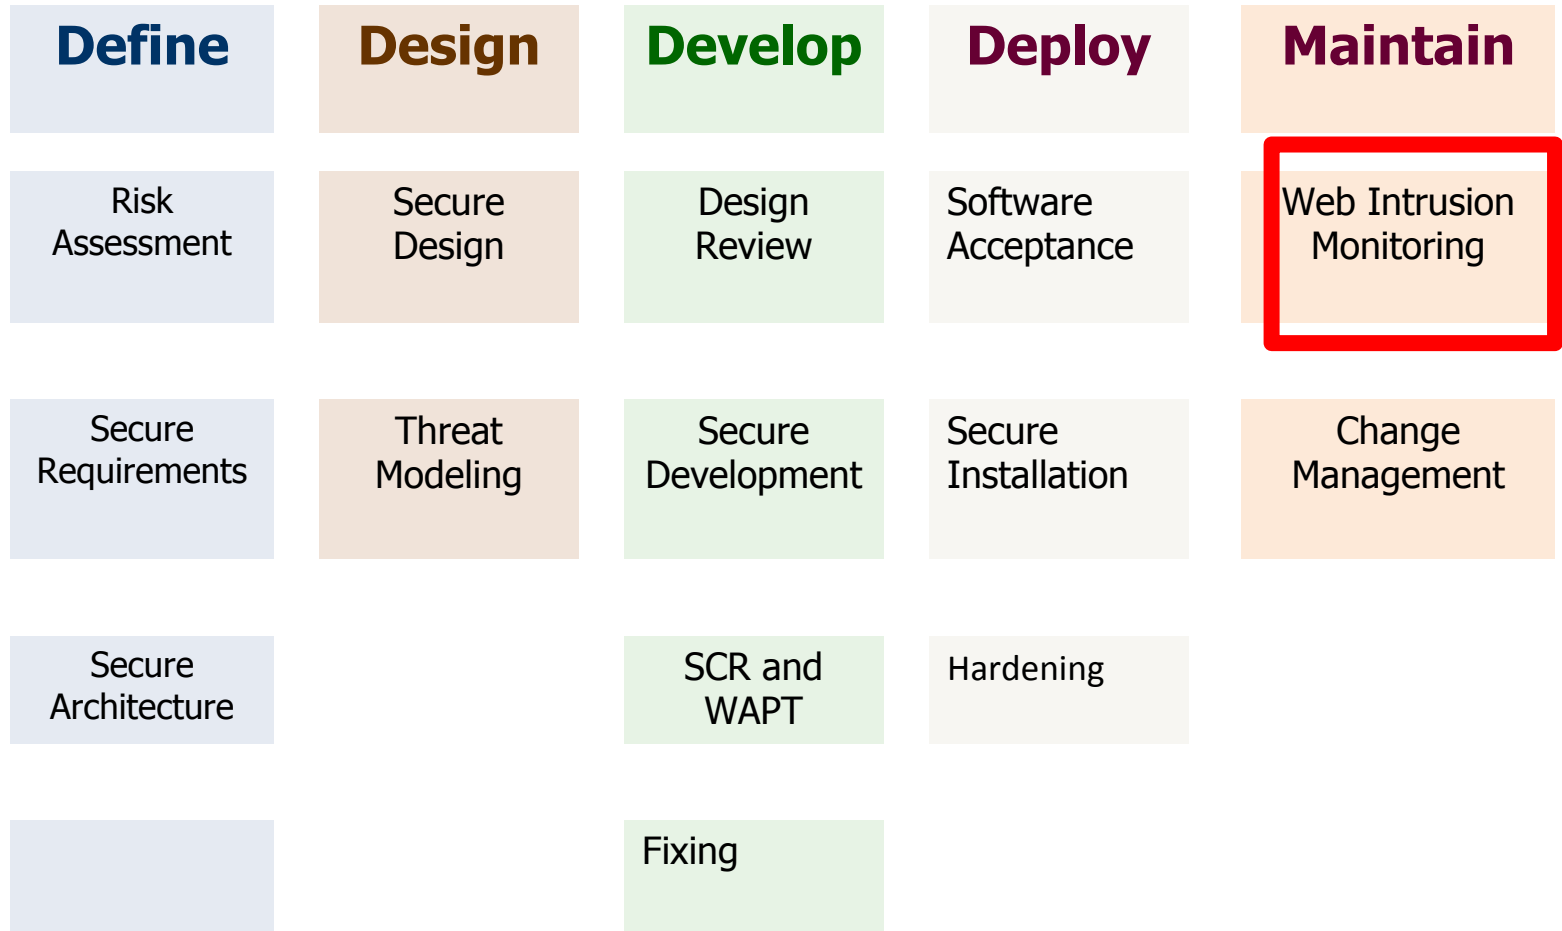 Define
Design
Develop
Deploy
Maintain
Risk
Assessment
Secure
Design
Design
Review
Software
Acceptance
Web Intrusion
Monitoring
Secure
Requirements
Threat
Modeling
Secure
Development
Secure
Installation
Change
Management
Secure
Architecture
SCR and
WAPT
Hardening
Fixing